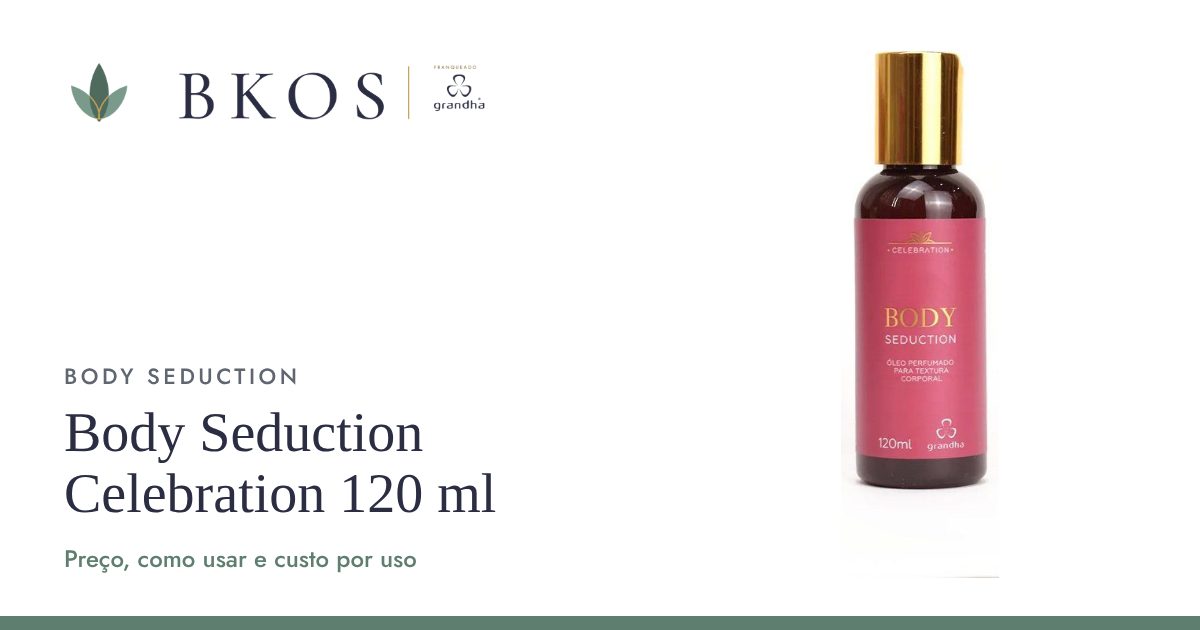 BKOS
FRANQUEADO
grandha
BODY SEDUCTION
Body Seduction
Celebration 120 ml
Preço, como usar e custo por uso
• CELEBRATION •
BODY
SEDUCTION
ÓLEO PERFUMADO
PARA TEXTURA
CORPORAL
120ml
grandha